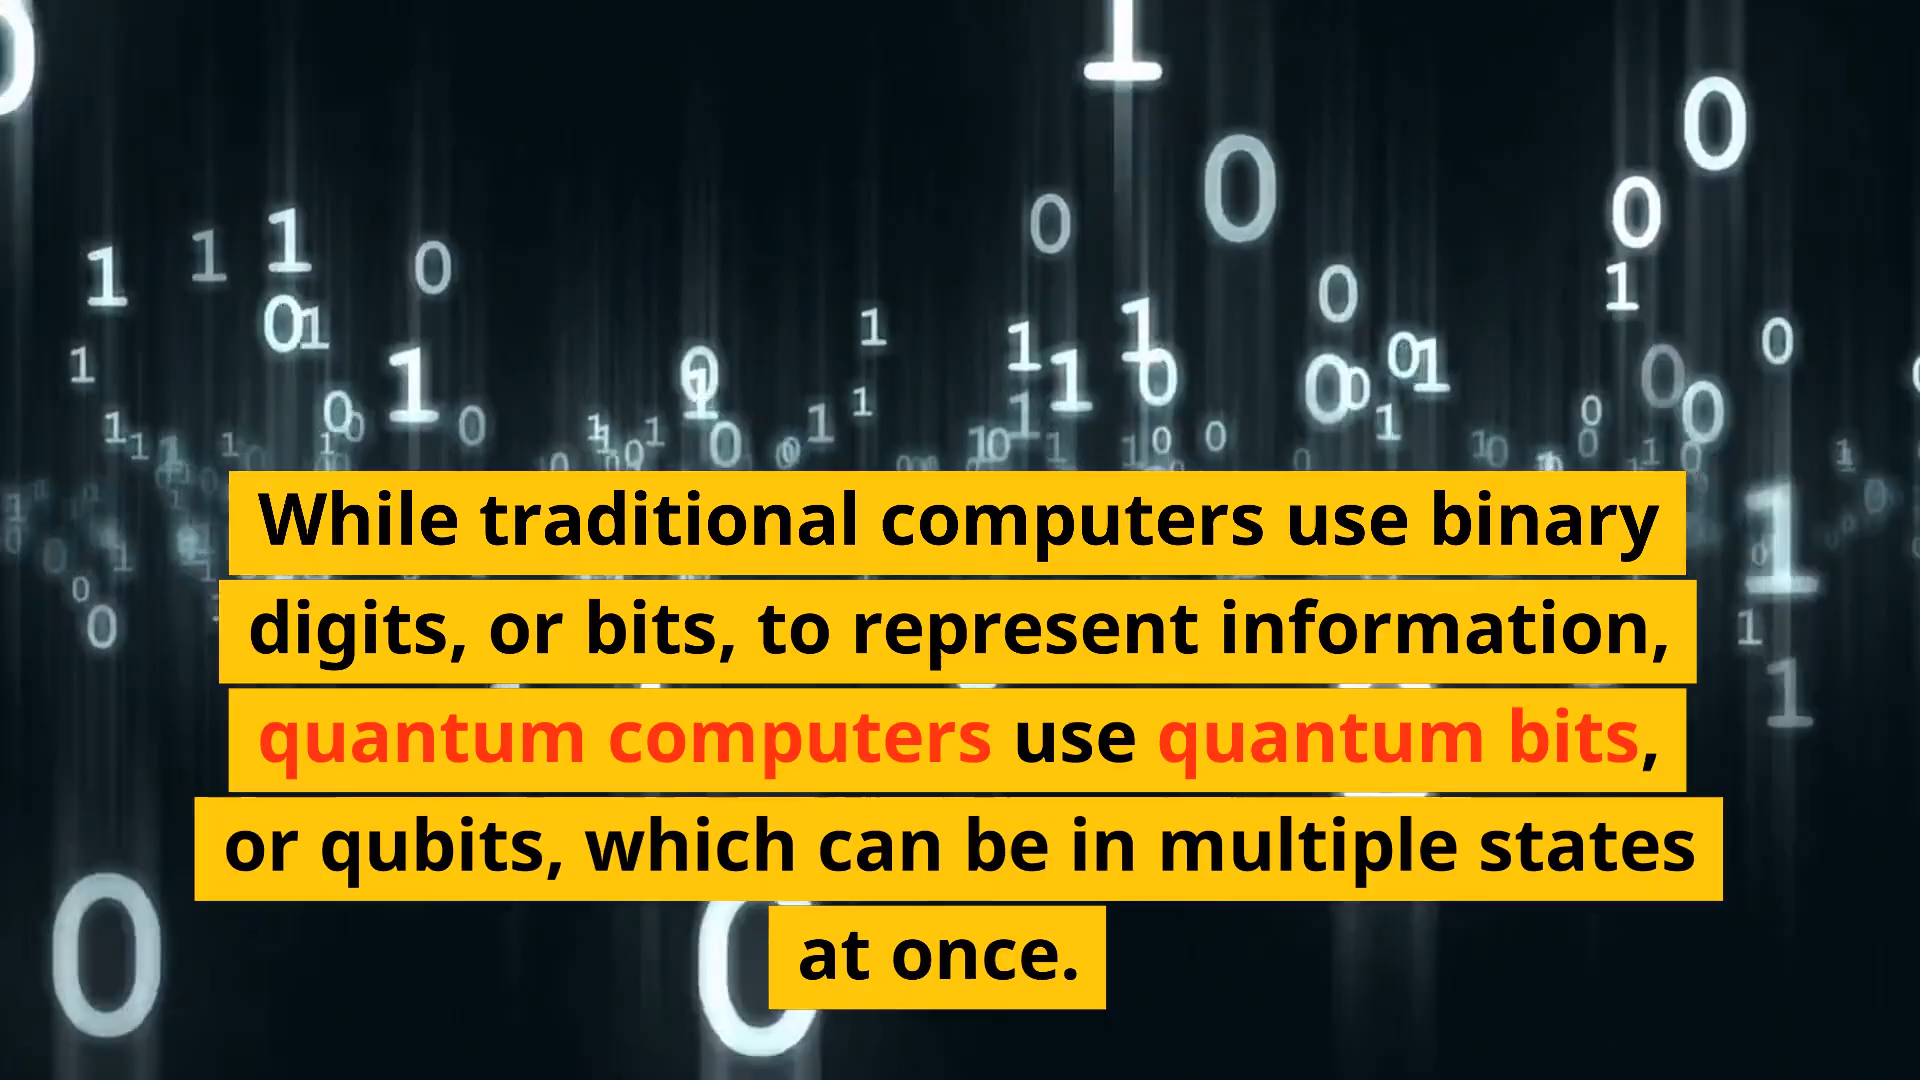 While traditional computers use binary
digits, or bits, to represent information,
quantum computers use quantum bits,
or qubits, which can be in multiple states
at once.